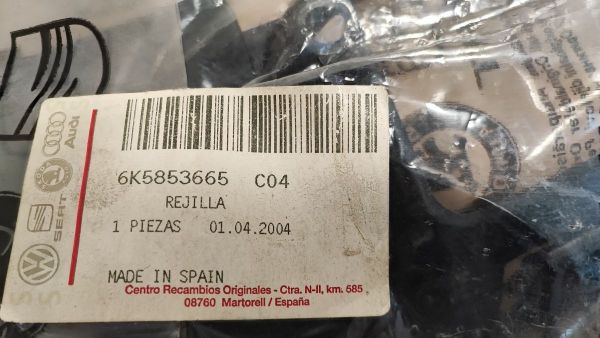 6K5853665 C04
REJILLA
1 PIEZAS 01.04.2004
MADE IN SPAIN
Centro Recambios Originales - Ctra. N-II, km. 585
08760 Martorell / España
Audi
SEAT